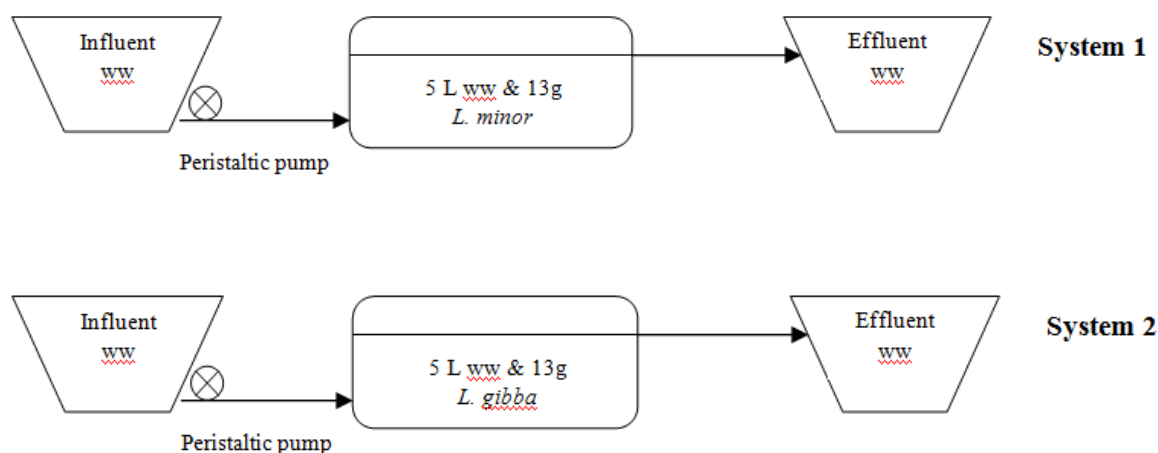 Influent
ww
Peristaltic pump
5 L ww & 13g
L. minor
Effluent
ww
System 1
Influent
ww
Peristaltic pump
5 L ww & 13g
L. gibba
Effluent
ww
System 2